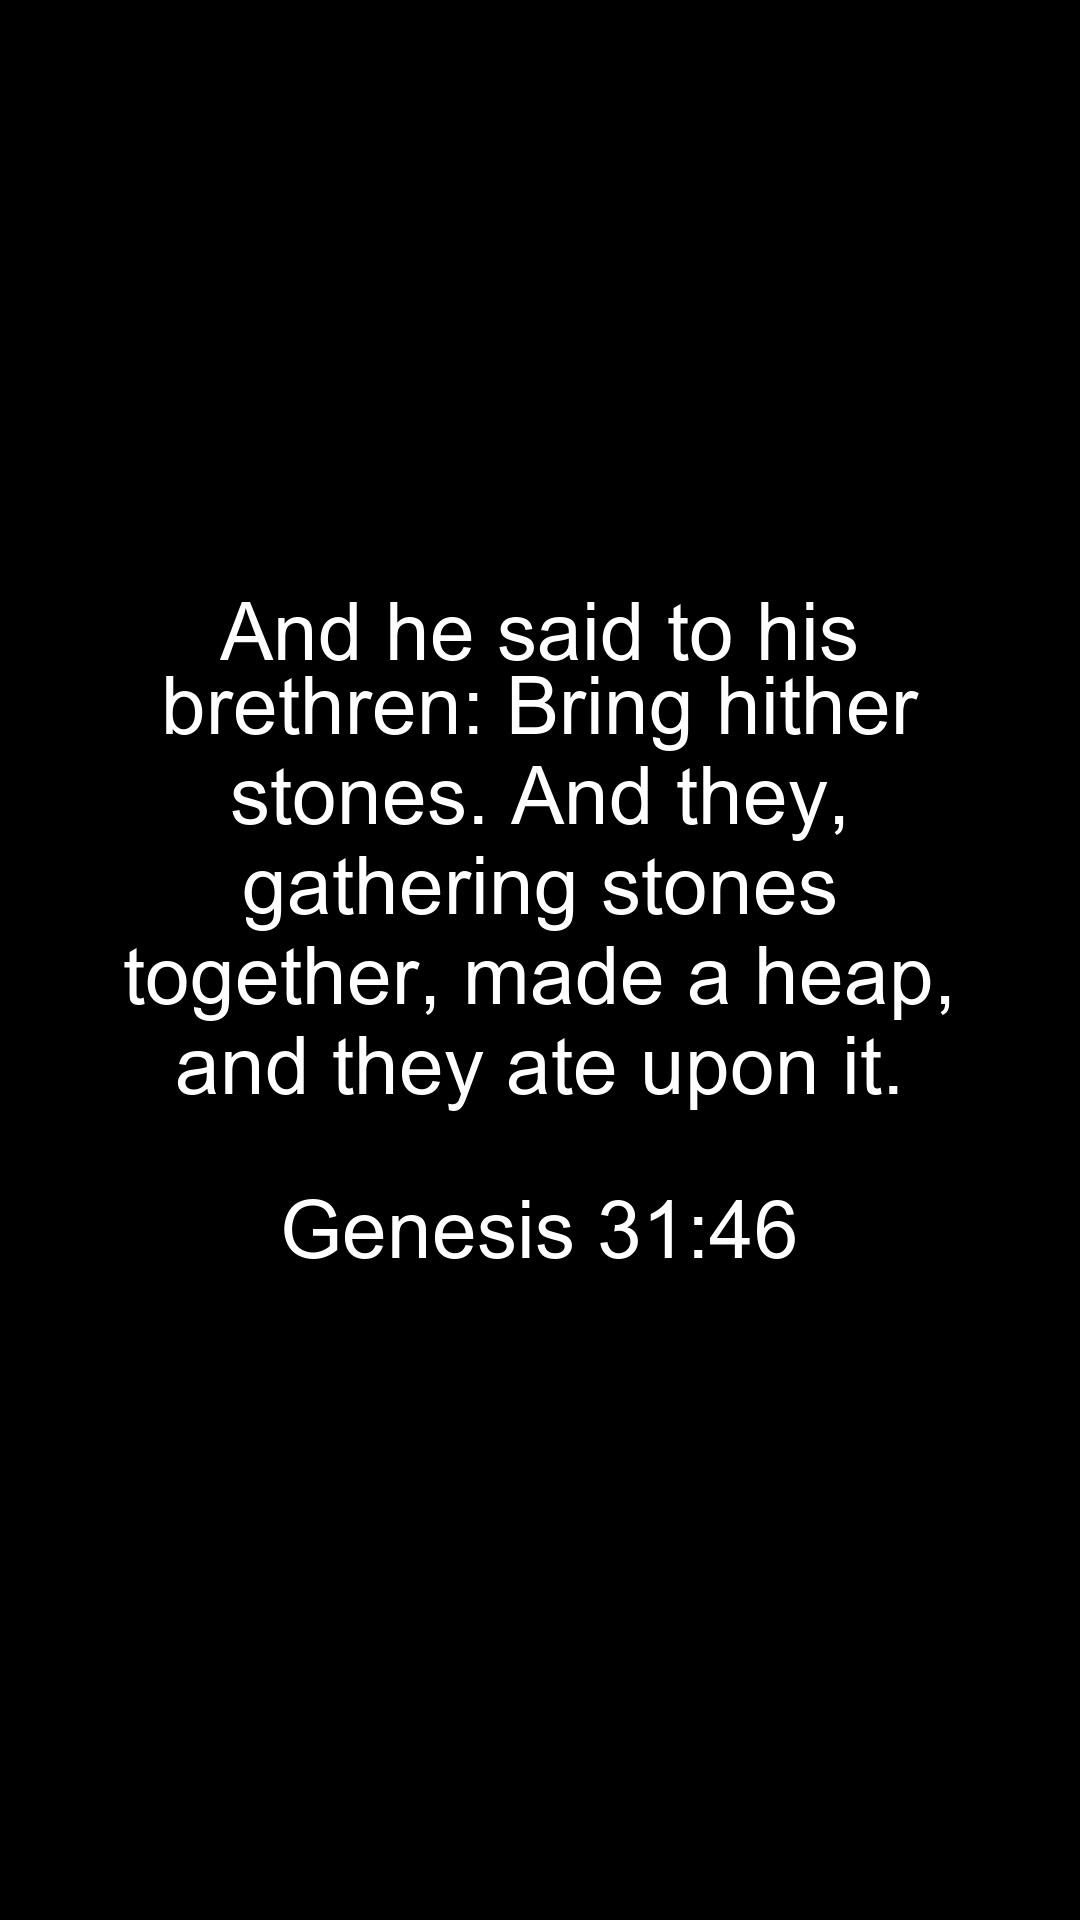 And he said to his
brethren: Bring hither
stones. And they,
gathering stones
together, made a heap,
and they ate upon it.
Genesis 31:46